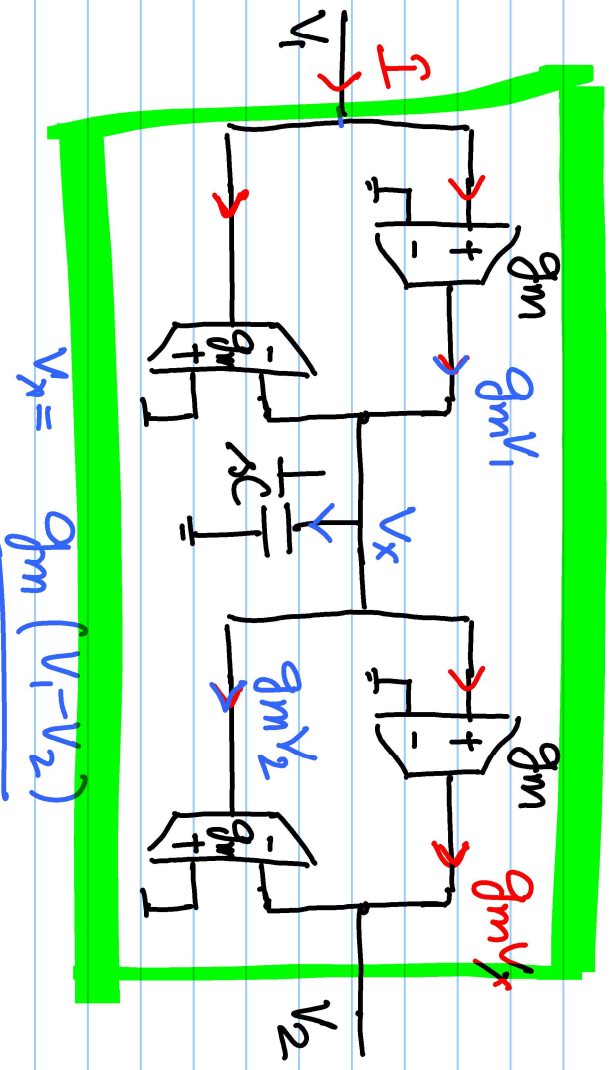 gm gm
gmV1 gmVx
+ +
− −
I
Vx
V1 V2
gmV2
1
sC
− −
gm gm
+ +
Vx = gm (V1−V2)